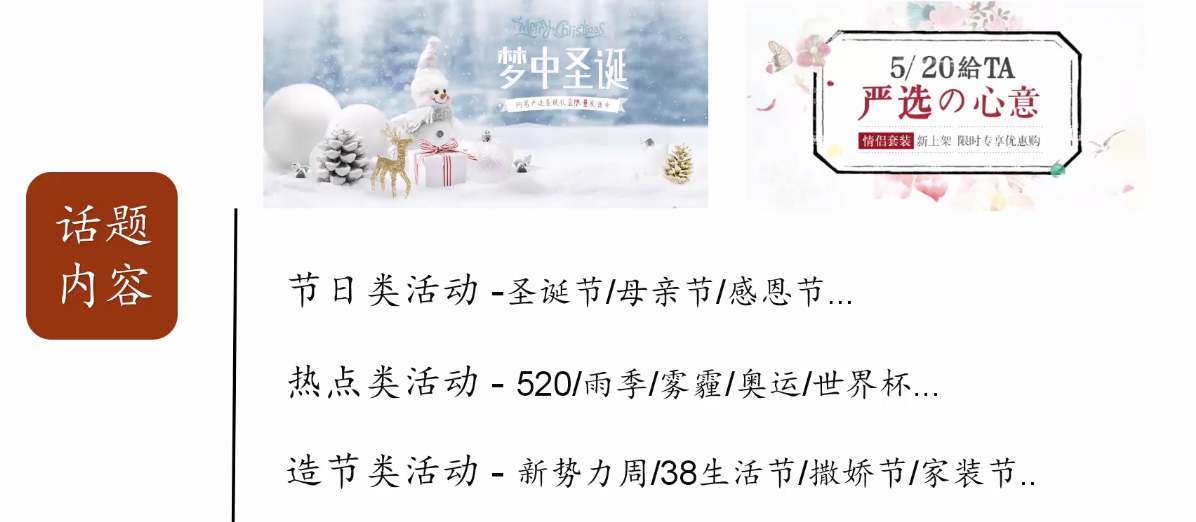 Merry Christmas
梦中圣诞
5/20給TA
严选の心意
情侣套装 新上架 限时专享优惠购
话题
内容
节日类活动 -圣诞节/母亲节/感恩节...
热点类活动 - 520/雨季/雾霾/奥运/世界杯...
造节类活动 - 新势力周/38生活节/撒娇节/家装节..